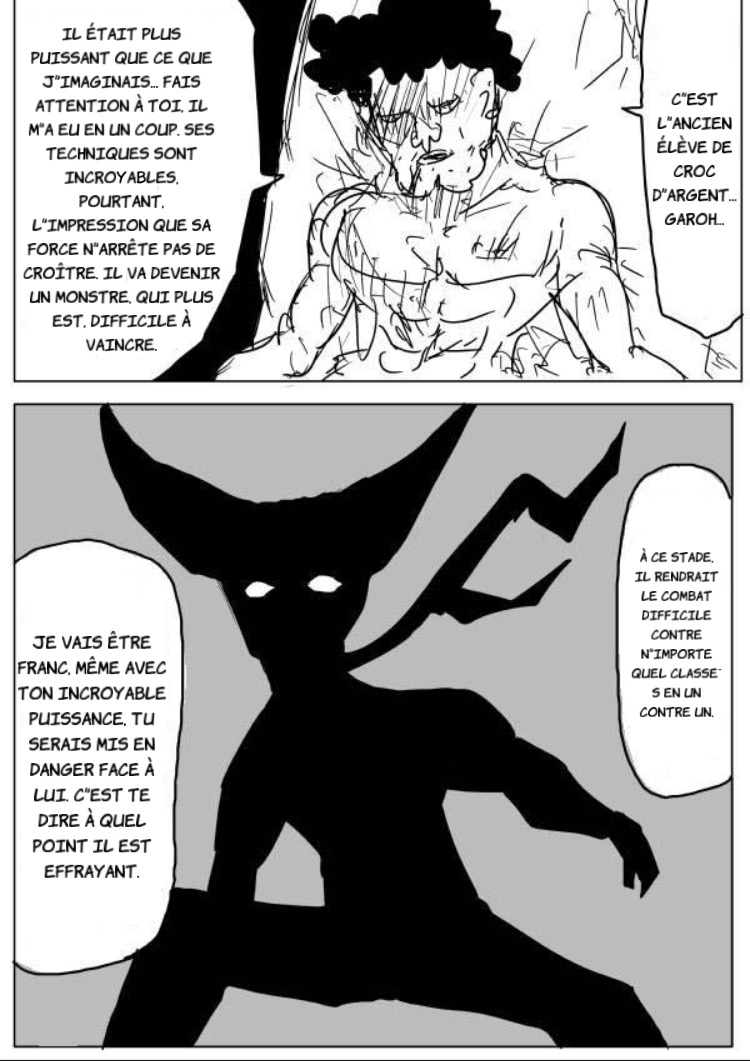 C"EST
L"ANCIEN
ÉLÈVE DE
CROC
D"ARGENT...
GAROH...
IL ÉTAIT PLUS
PUISSANT QUE CE QUE
J"IMAGINAIS... FAIS
ATTENTION À TOI. IL
M"A EU EN UN COUP. SES
TECHNIQUES SONT
INCROYABLES.
POURTANT,
L"IMPRESSION QUE SA
FORCE N"ARRÊTE PAS DE
CROÎTRE. IL VA DEVENIR
UN MONSTRE, QUI PLUS
EST, DIFFICILE À
VAINCRE.
À CE STADE,
IL RENDRAIT
LE COMBAT
DIFFICILE
CONTRE
N"IMPORTE
QUEL CLASSE-
S EN UN
CONTRE UN.
JE VAIS ÊTRE
FRANC, MÊME AVEC
TON INCROYABLE
PUISSANCE, TU
SERAIS MIS EN
DANGER FACE À
LUI. C"EST TE
DIRE À QUEL
POINT IL EST
EFFRAYANT.